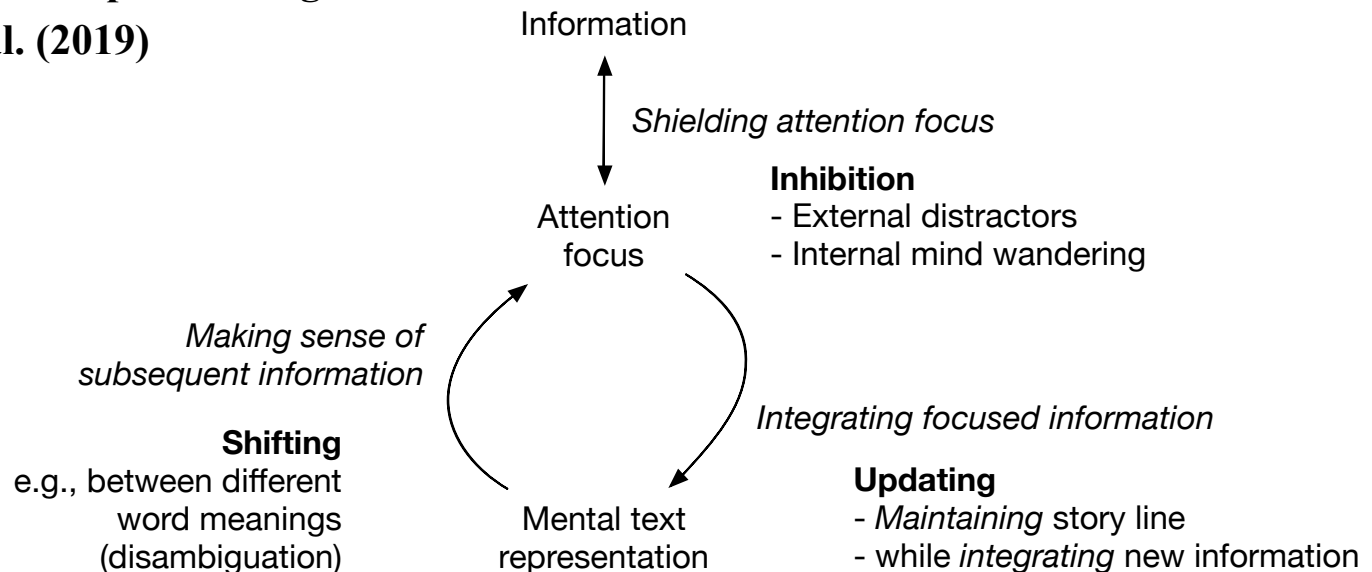 al. (2019)
Information
Shielding attention focus
Inhibition
- External distractors
- Internal mind wandering
Attention
focus
Making sense of
subsequent information
Integrating focused information
Shifting
e.g., between different
word meanings
(disambiguation)
Mental text
representation
Updating
- Maintaining story line
- while integrating new information